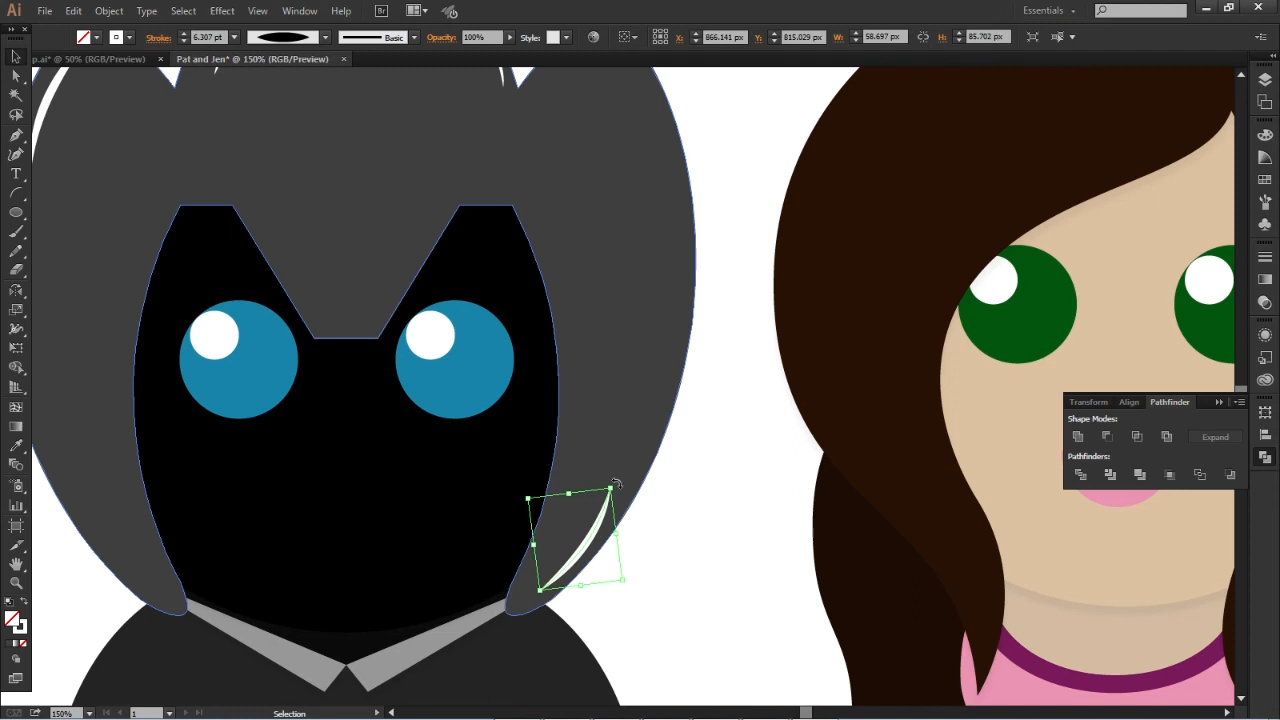 Ai File Edit Object Type Select Effect View Window Help Br Essentials
Stroke: 6.307 pt Basic Opacity: 100% Style: X: 866.141 px Y: 815.029 px W: 58.697 px H: 85.702 px
p.ai* @ 50% (RGB/Preview) × Pat and Jen* @ 150% (RGB/Preview) ×
Transform Align Pathfinder
Shape Modes:
Expand
Pathfinders:
150% 1 Selection